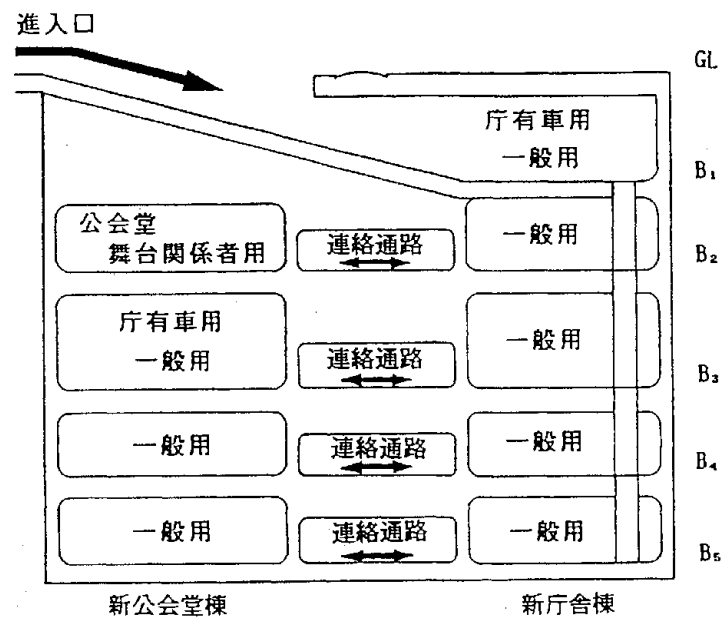 進入口
GL
庁有車用
一般用
B₁
公会堂
舞台関係者用
連絡通路
一般用
B₂
庁有車用
一般用
連絡通路
一般用
B₃
一般用
連絡通路
一般用
B₄
一般用
連絡通路
一般用
B₅
新公会堂棟
新庁舎棟